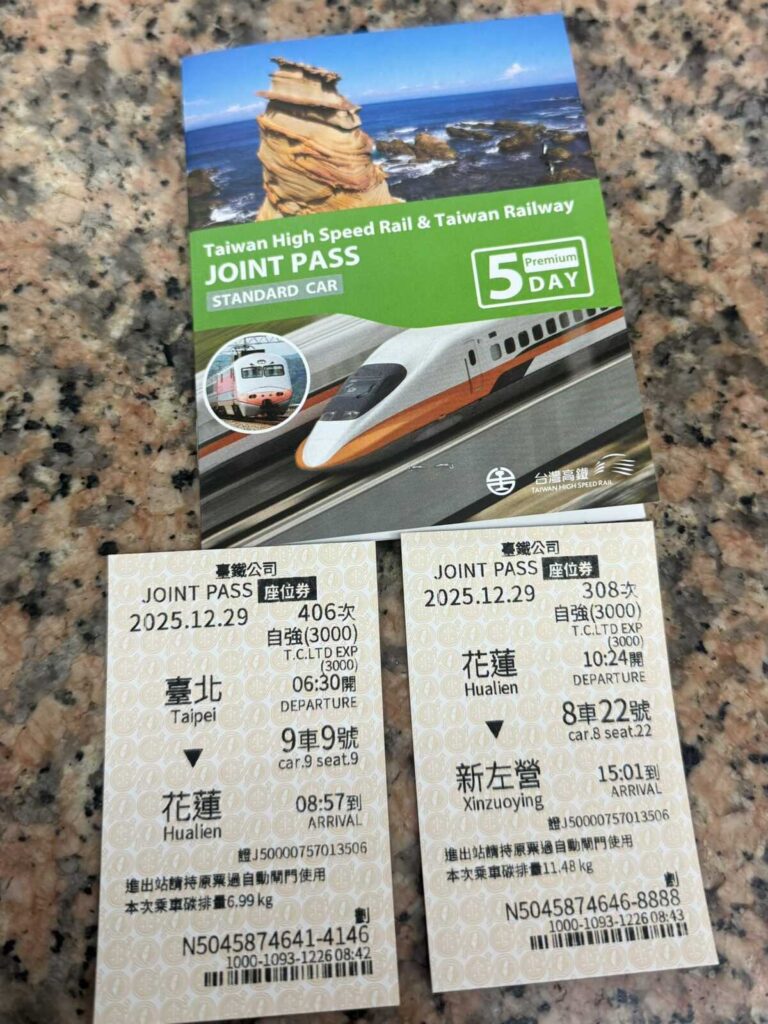 Taiwan High Speed Rail & Taiwan Railway
JOINT PASS
STANDARD CAR
5 Premium
DAY
台灣高鐵
TAIWAN HIGH SPEED RAIL
臺鐵公司
JOINT PASS 座位券
2025.12.29 406次
自強(3000)
T.C.LTD EXP
(3000)
臺北 06:30開
Taipei DEPARTURE
▼ 9車9號
car.9 seat.9
花蓮 08:57到
Hualien ARRIVAL
證J50000757013506
進出站請持原票過自動閘門使用
本次乘車碳排量6.99 kg
劃
N5045874641-4146
1000-1093-1226 08:42
臺鐵公司
JOINT PASS 座位券
2025.12.29 308次
自強(3000)
T.C.LTD EXP
(3000)
花蓮 10:24開
Hualien DEPARTURE
▼ 8車22號
car.8 seat.22
新左營 15:01到
Xinzuoying ARRIVAL
證J50000757013506
進出站請持原票過自動閘門使用
本次乘車碳排量11.48 kg
劃
N5045874646-8888
1000-1093-1226 08:43